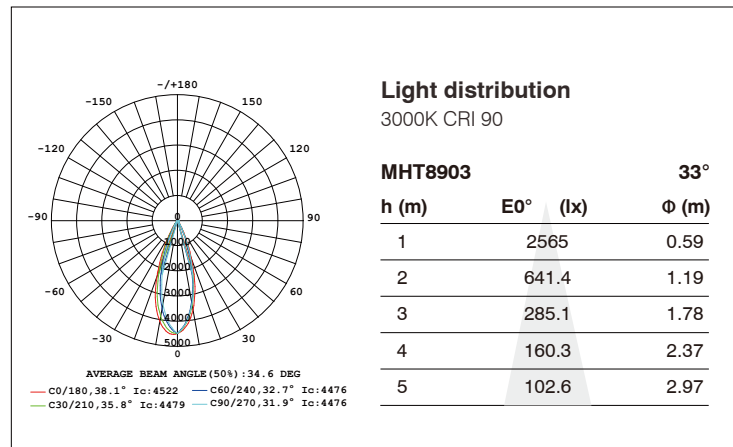 -/+180
-150 150
-120 120
-90 90
-60 60
-30 30
0
1000
2000
3000
4000
5000
0
AVERAGE BEAM ANGLE(50%):34.6 DEG
C0/180,38.1° Ic:4522 C60/240,32.7° Ic:4476
C30/210,35.8° Ic:4479 C90/270,31.9° Ic:4476
Light distribution
3000K CRI 90
MHT8903 33°
h (m) E0° (lx) Φ (m)
1 2565 0.59
2 641.4 1.19
3 285.1 1.78
4 160.3 2.37
5 102.6 2.97